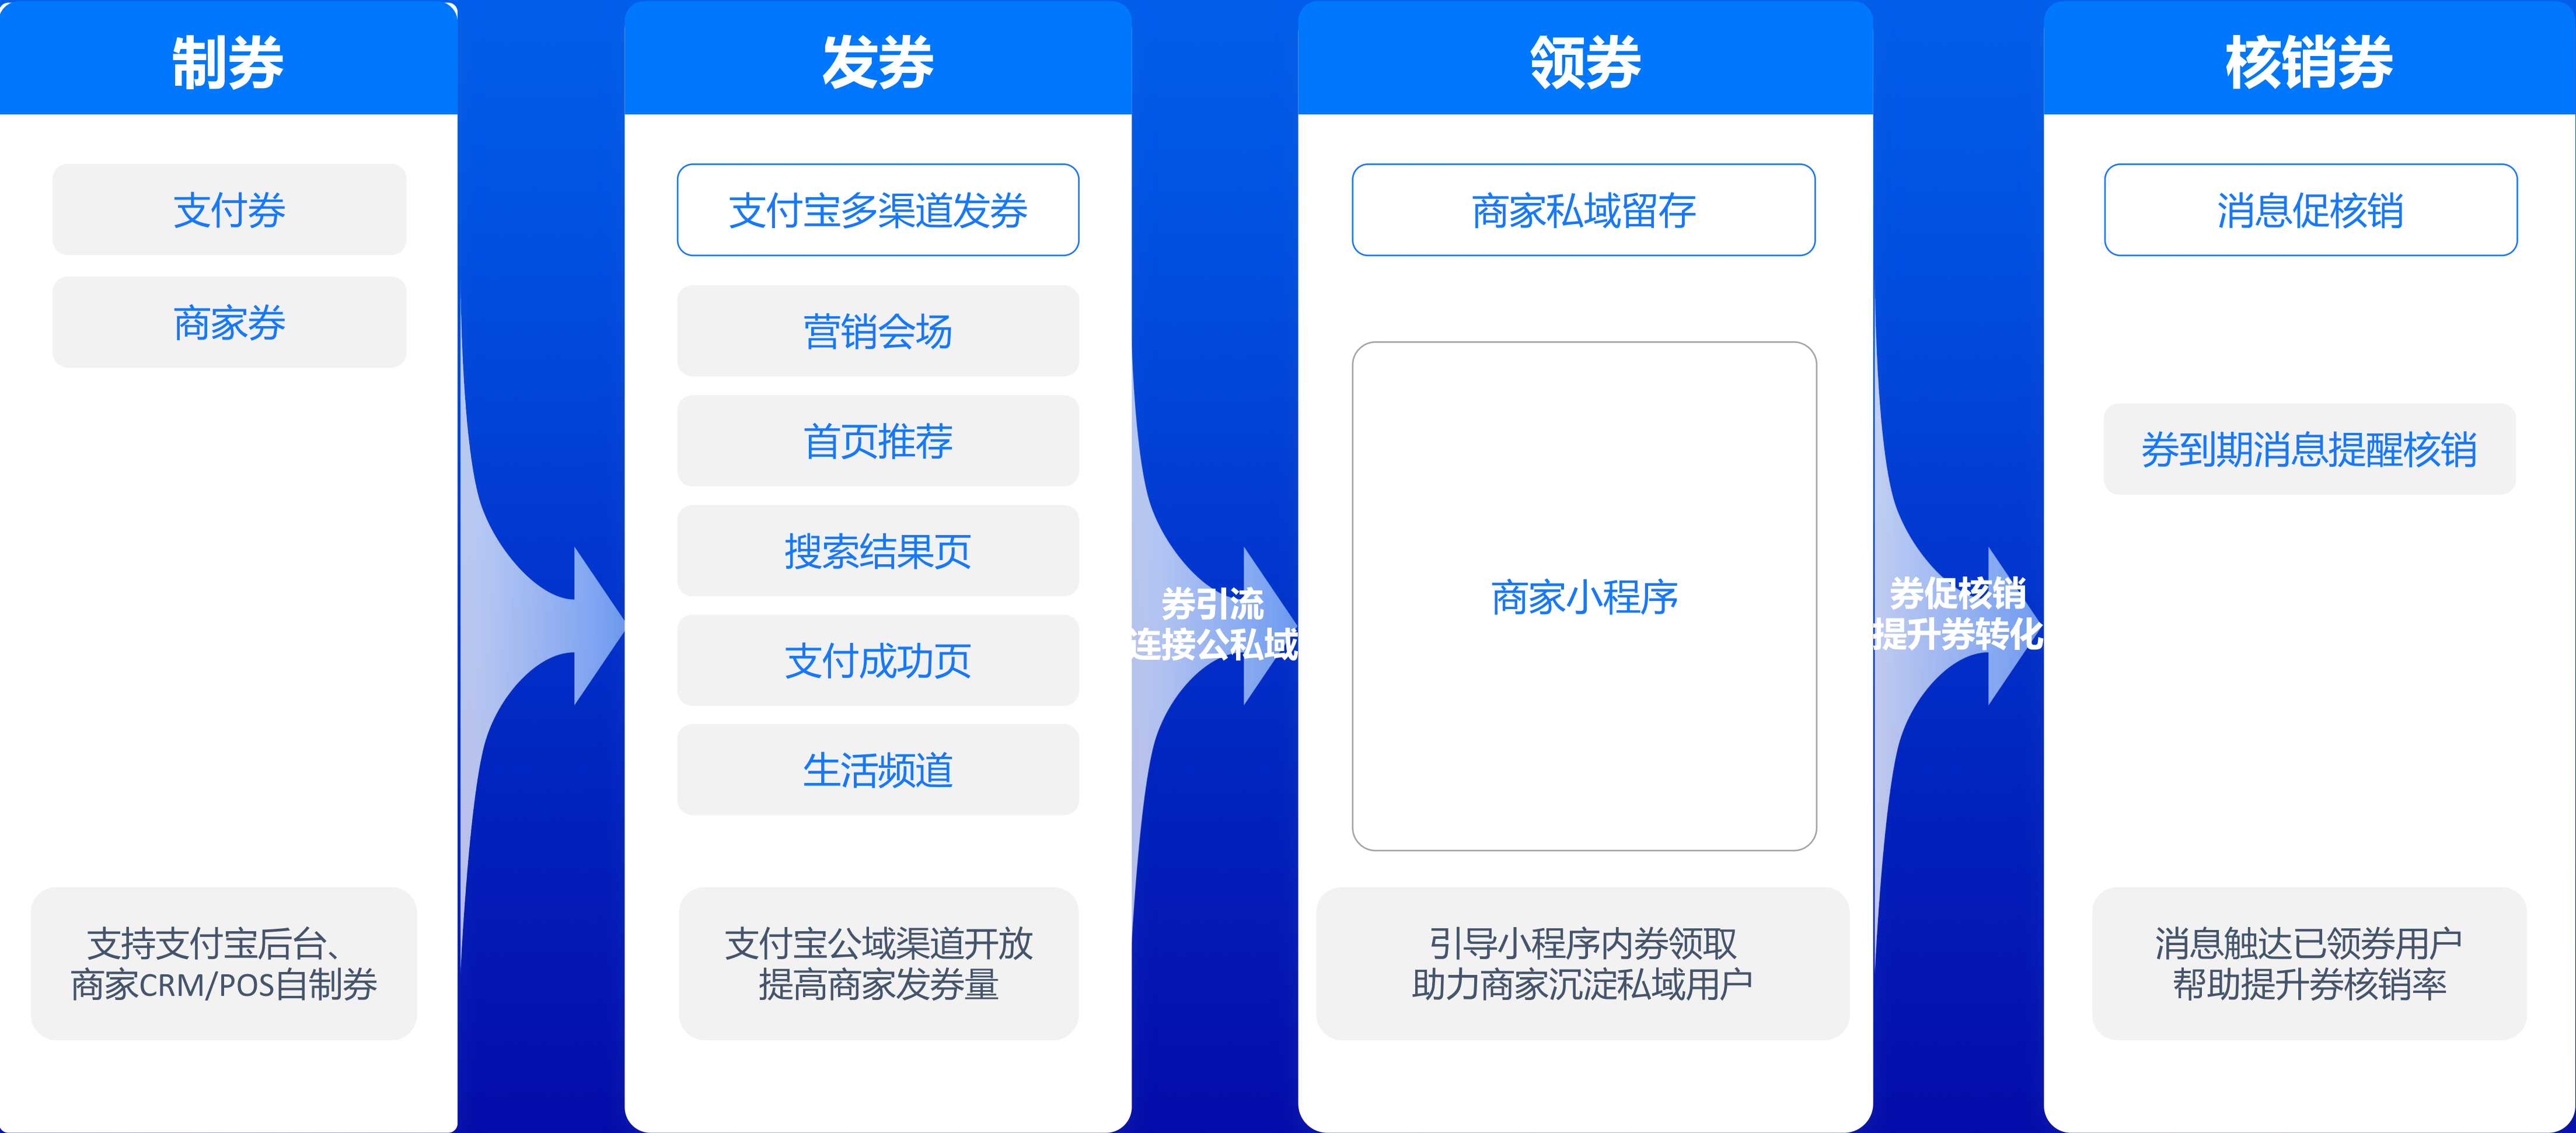 制券
支付券
商家券
支持支付宝后台、
商家CRM/POS自制券
发券
支付宝多渠道发券
营销会场
首页推荐
搜索结果页
支付成功页
生活频道
支付宝公域渠道开放
提高商家发券量
券引流
连接公私域
领券
商家私域留存
商家小程序
引导小程序内券领取
助力商家沉淀私域用户
券促核销
提升券转化
核销券
消息促核销
券到期消息提醒核销
消息触达已领券用户
帮助提升券核销率